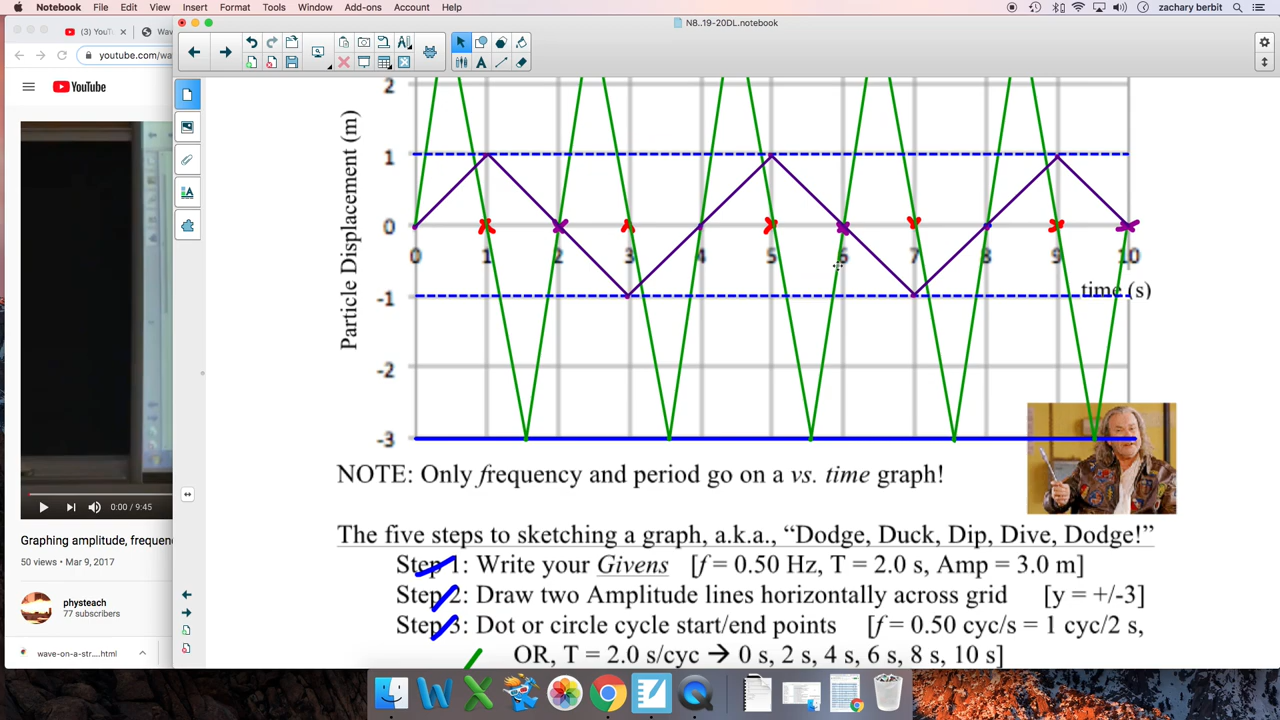 Notebook File Edit View Insert Format Tools Window Add-ons Account Help zachary berbit
NB..19-20DL.notebook
(3) YouT
Wav
youtube.com/wa
YouTube
2
1
0
-1
-2
-3
Particle Displacement (m)
0 1 2 3 4 5 6 7 8 9 10
time (s)
NOTE: Only frequency and period go on a vs. time graph!
The five steps to sketching a graph, a.k.a., “Dodge, Duck, Dip, Dive, Dodge!”
Step 1: Write your Givens [f = 0.50 Hz, T = 2.0 s, Amp = 3.0 m]
Step 2: Draw two Amplitude lines horizontally across grid [y = +/-3]
Step 3: Dot or circle cycle start/end points [f = 0.50 cyc/s = 1 cyc/2 s,
OR, T = 2.0 s/cyc → 0 s, 2 s, 4 s, 6 s, 8 s, 10 s]
0:00 / 9:45
Graphing amplitude, frequen
50 views • Mar 9, 2017
physteach
77 subscribers
wave-on-a-str....html